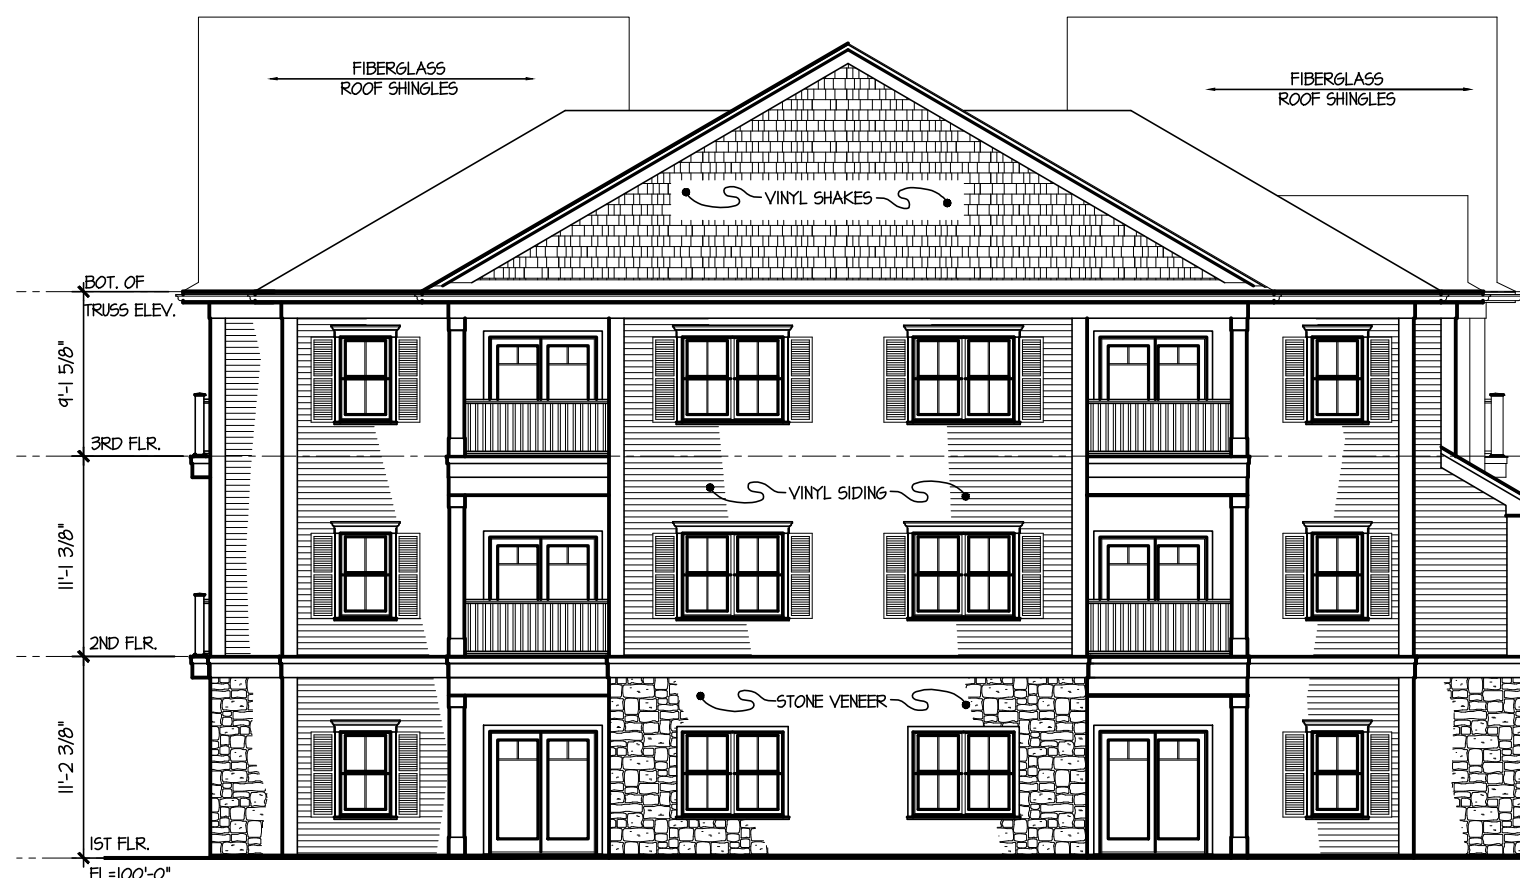 FIBERGLASS
ROOF SHINGLES
FIBERGLASS
ROOF SHINGLES
VINYL SHAKES
BOT. OF
TRUSS ELEV.
9'-1 5/8"
3RD FLR.
VINYL SIDING
11'-1 3/8"
2ND FLR.
STONE VENEER
11'-2 3/8"
1ST FLR.
EL=100'-0"